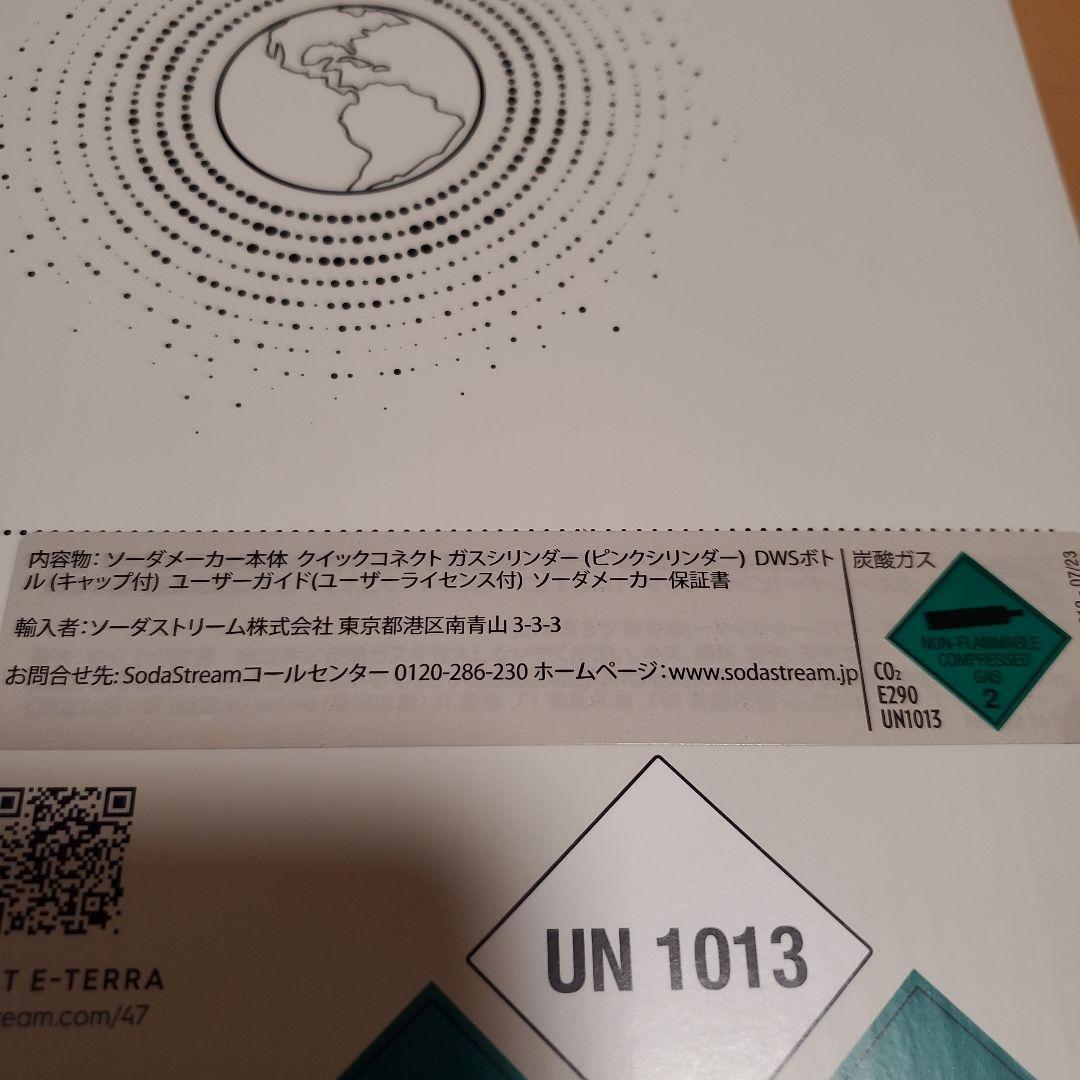 内容物: ソーダメーカー本体 クイックコネクト ガスシリンダー (ピンクシリンダー) DWSボト
ル (キャップ付) ユーザーガイド(ユーザーライセンス付) ソーダメーカー保証書
輸入者:ソーダストリーム株式会社 東京都港区南青山 3-3-3
お問合せ先: SodaStreamコールセンター 0120-286-230 ホームページ:www.sodastream.jp
炭酸ガス
NON-FLAMMABLE
COMPRESSED
GAS
2
CO₂
E290
UN1013
07/23
UN 1013
T E-TERRA
eam.com/47